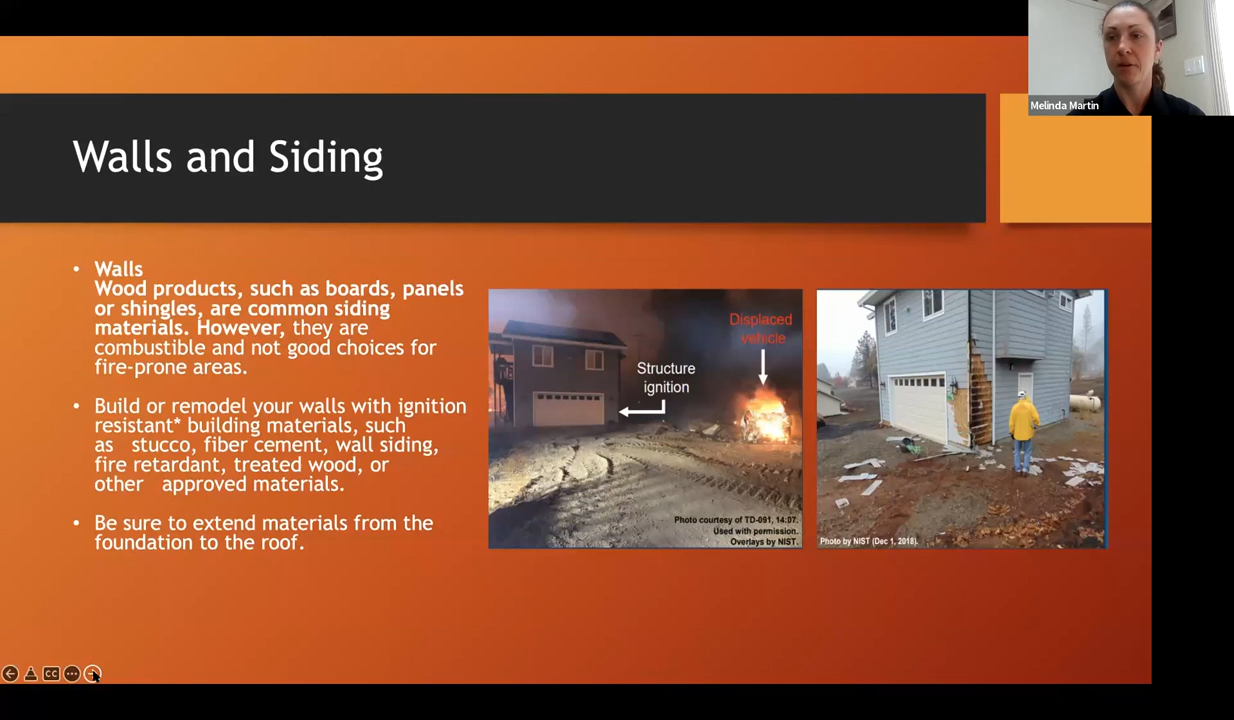 Melinda Martin
Walls and Siding
• Walls
Wood products, such as boards, panels
or shingles, are common siding
materials. However, they are
combustible and not good choices for
fire-prone areas.
• Build or remodel your walls with ignition
resistant* building materials, such
as stucco, fiber cement, wall siding,
fire retardant, treated wood, or
other approved materials.
• Be sure to extend materials from the
foundation to the roof.
Displaced
vehicle
Structure
ignition
Photo courtesy of TD-091, 14:07.
Used with permission.
Overlays by NIST.
Photo by NIST (Dec 1, 2018).
CC